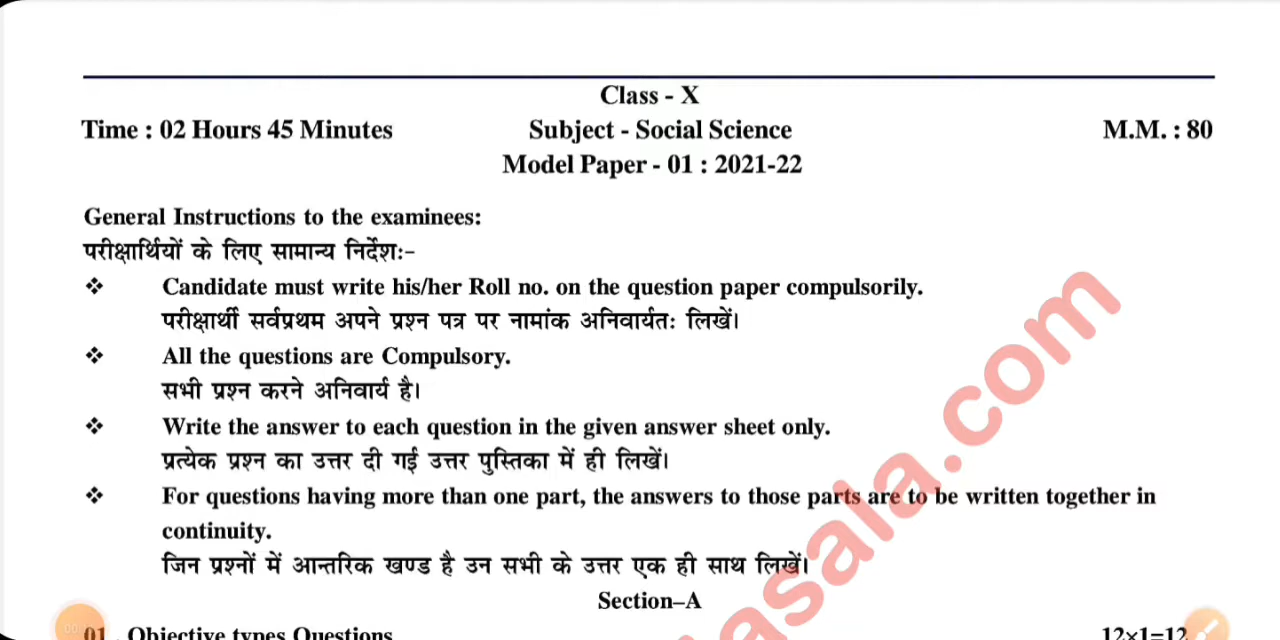 Class - X
Time : 02 Hours 45 Minutes Subject - Social Science M.M. : 80
Model Paper - 01 : 2021-22
General Instructions to the examinees:
परीक्षार्थियों के लिए सामान्य निर्देशः-
❖ Candidate must write his/her Roll no. on the question paper compulsorily.
परीक्षार्थी सर्वप्रथम अपने प्रश्न पत्र पर नामांक अनिवार्यतः लिखें।
❖ All the questions are Compulsory.
सभी प्रश्न करने अनिवार्य है।
❖ Write the answer to each question in the given answer sheet only.
प्रत्येक प्रश्न का उत्तर दी गई उत्तर पुस्तिका में ही लिखें।
❖ For questions having more than one part, the answers to those parts are to be written together in
continuity.
जिन प्रश्नों में आन्तरिक खण्ड है उन सभी के उत्तर एक ही साथ लिखें।
Section–A
01 . Objective types Questions 12×1=12
asala.com